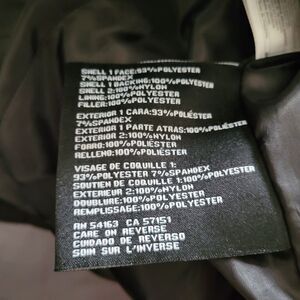 SHELL 1 FACE:93%POLYESTER
7%SPANDEX
SHELL 1 BACKING:100%POLYESTER
SHELL 2:100%NYLON
LINING:100%POLYESTER
FILLER:100%POLYESTER
EXTERIOR 1 CARA:93%POLIÉSTER
7%SPANDEX
EXTERIOR 1 PARTE ATRAS:100%POLIÉSTER
EXTERIOR 2:100%NYLON
FORRO:100%POLIÉSTER
RELLENO:100%POLIÉSTER
VISAGE DE COQUILLE 1:
93%POLYESTER 7%SPANDEX
SOUTIEN DE COQUILLE 1:100%POLYESTER
EXTERIEUR 2:100%NYLON
DOUBLURE:100%POLYESTER
REMPLISSAGE:100%POLYESTER
RN 54163 CA 57151
CARE ON REVERSE
CUIDADO DE REVERSO
SOIN SUR L'INVERSE